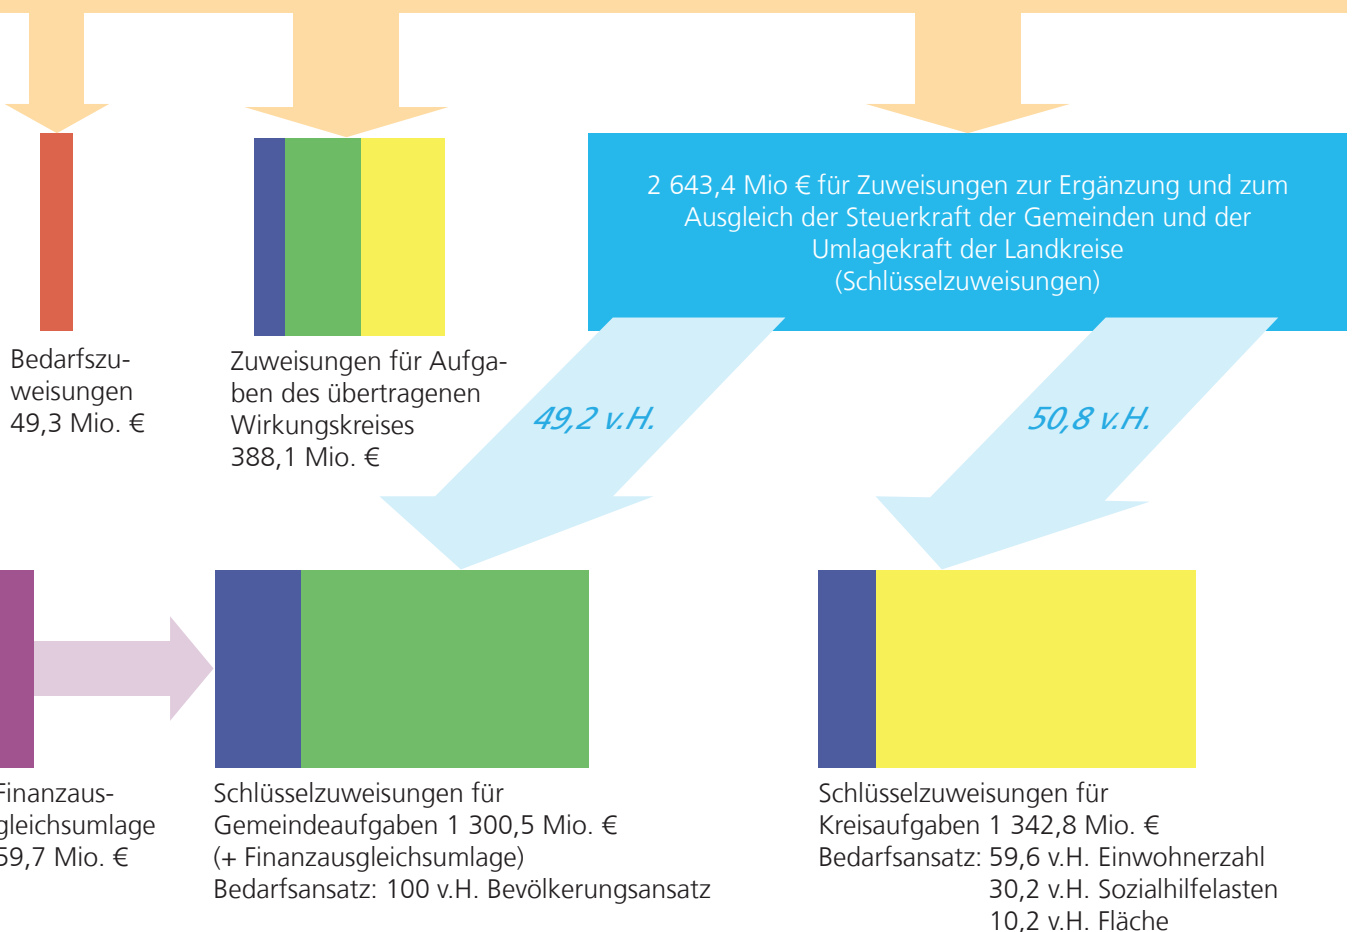 2 643,4 Mio € für Zuweisungen zur Ergänzung und zum
Ausgleich der Steuerkraft der Gemeinden und der
Umlagekraft der Landkreise
(Schlüsselzuweisungen)
Bedarfszu-
weisungen
49,3 Mio. €
Zuweisungen für Aufga-
ben des übertragenen
Wirkungskreises
388,1 Mio. €
49,2 v.H.
50,8 v.H.
Finanzaus-
gleichsumlage
59,7 Mio. €
Schlüsselzuweisungen für
Gemeindeaufgaben 1 300,5 Mio. €
(+ Finanzausgleichsumlage)
Bedarfsansatz: 100 v.H. Bevölkerungsansatz
Schlüsselzuweisungen für
Kreisaufgaben 1 342,8 Mio. €
Bedarfsansatz: 59,6 v.H. Einwohnerzahl
30,2 v.H. Sozialhilfelasten
10,2 v.H. Fläche